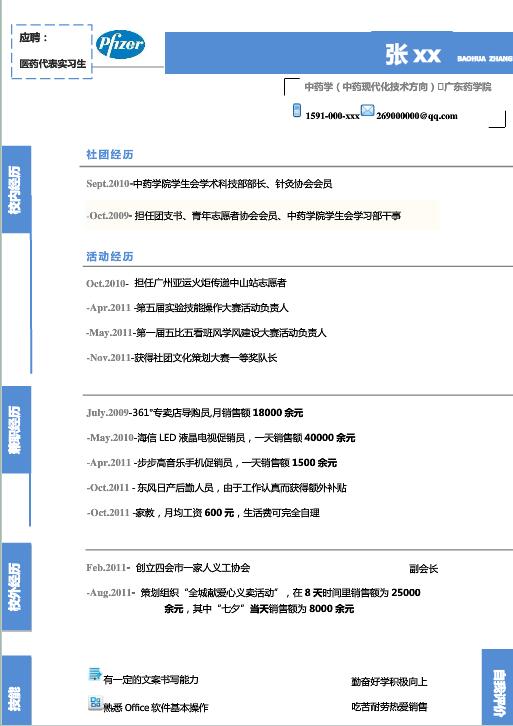 应聘：
医药代表实习生
Pfizer
张 xx
BAOHUA ZHANG
中药学（中药现代化技术方向）广东药学院
1591-000-xxx 269000000@qq.com
校内经历
社团经历
Sept.2010-中药学院学生会学术科技部部长、针灸协会会员
-Oct.2009- 担任团支书、青年志愿者协会会员、中药学院学生会学习部干事
活动经历
Oct.2010- 担任广州亚运火炬传递中山站志愿者
-Apr.2011 -第五届实验技能操作大赛活动负责人
-May.2011-第一届五比五看班风学风建设大赛活动负责人
-Nov.2011-获得社团文化策划大赛一等奖队长
兼职经历
July.2009-361°专卖店导购员,月销售额 18000 余元
-May.2010-海信 LED 液晶电视促销员，一天销售额 40000 余元
-Apr.2011 -步步高音乐手机促销员，一天销售额 1500 余元
-Oct.2011 - 东风日产后勤人员，由于工作认真而获得额外补贴
-Oct.2011 -家教，月均工资 600 元，生活费可完全自理
校外经历
Feb.2011- 创立四会市一家人义工协会 副会长
-Aug.2011- 策划组织“全城献爱心义卖活动”，在 8 天时间里销售额为 25000
余元，其中“七夕”当天销售额为 8000 余元
技能
有一定的文案书写能力
熟悉 Office 软件基本操作
勤奋好学积极向上
吃苦耐劳热爱销售
自我评价